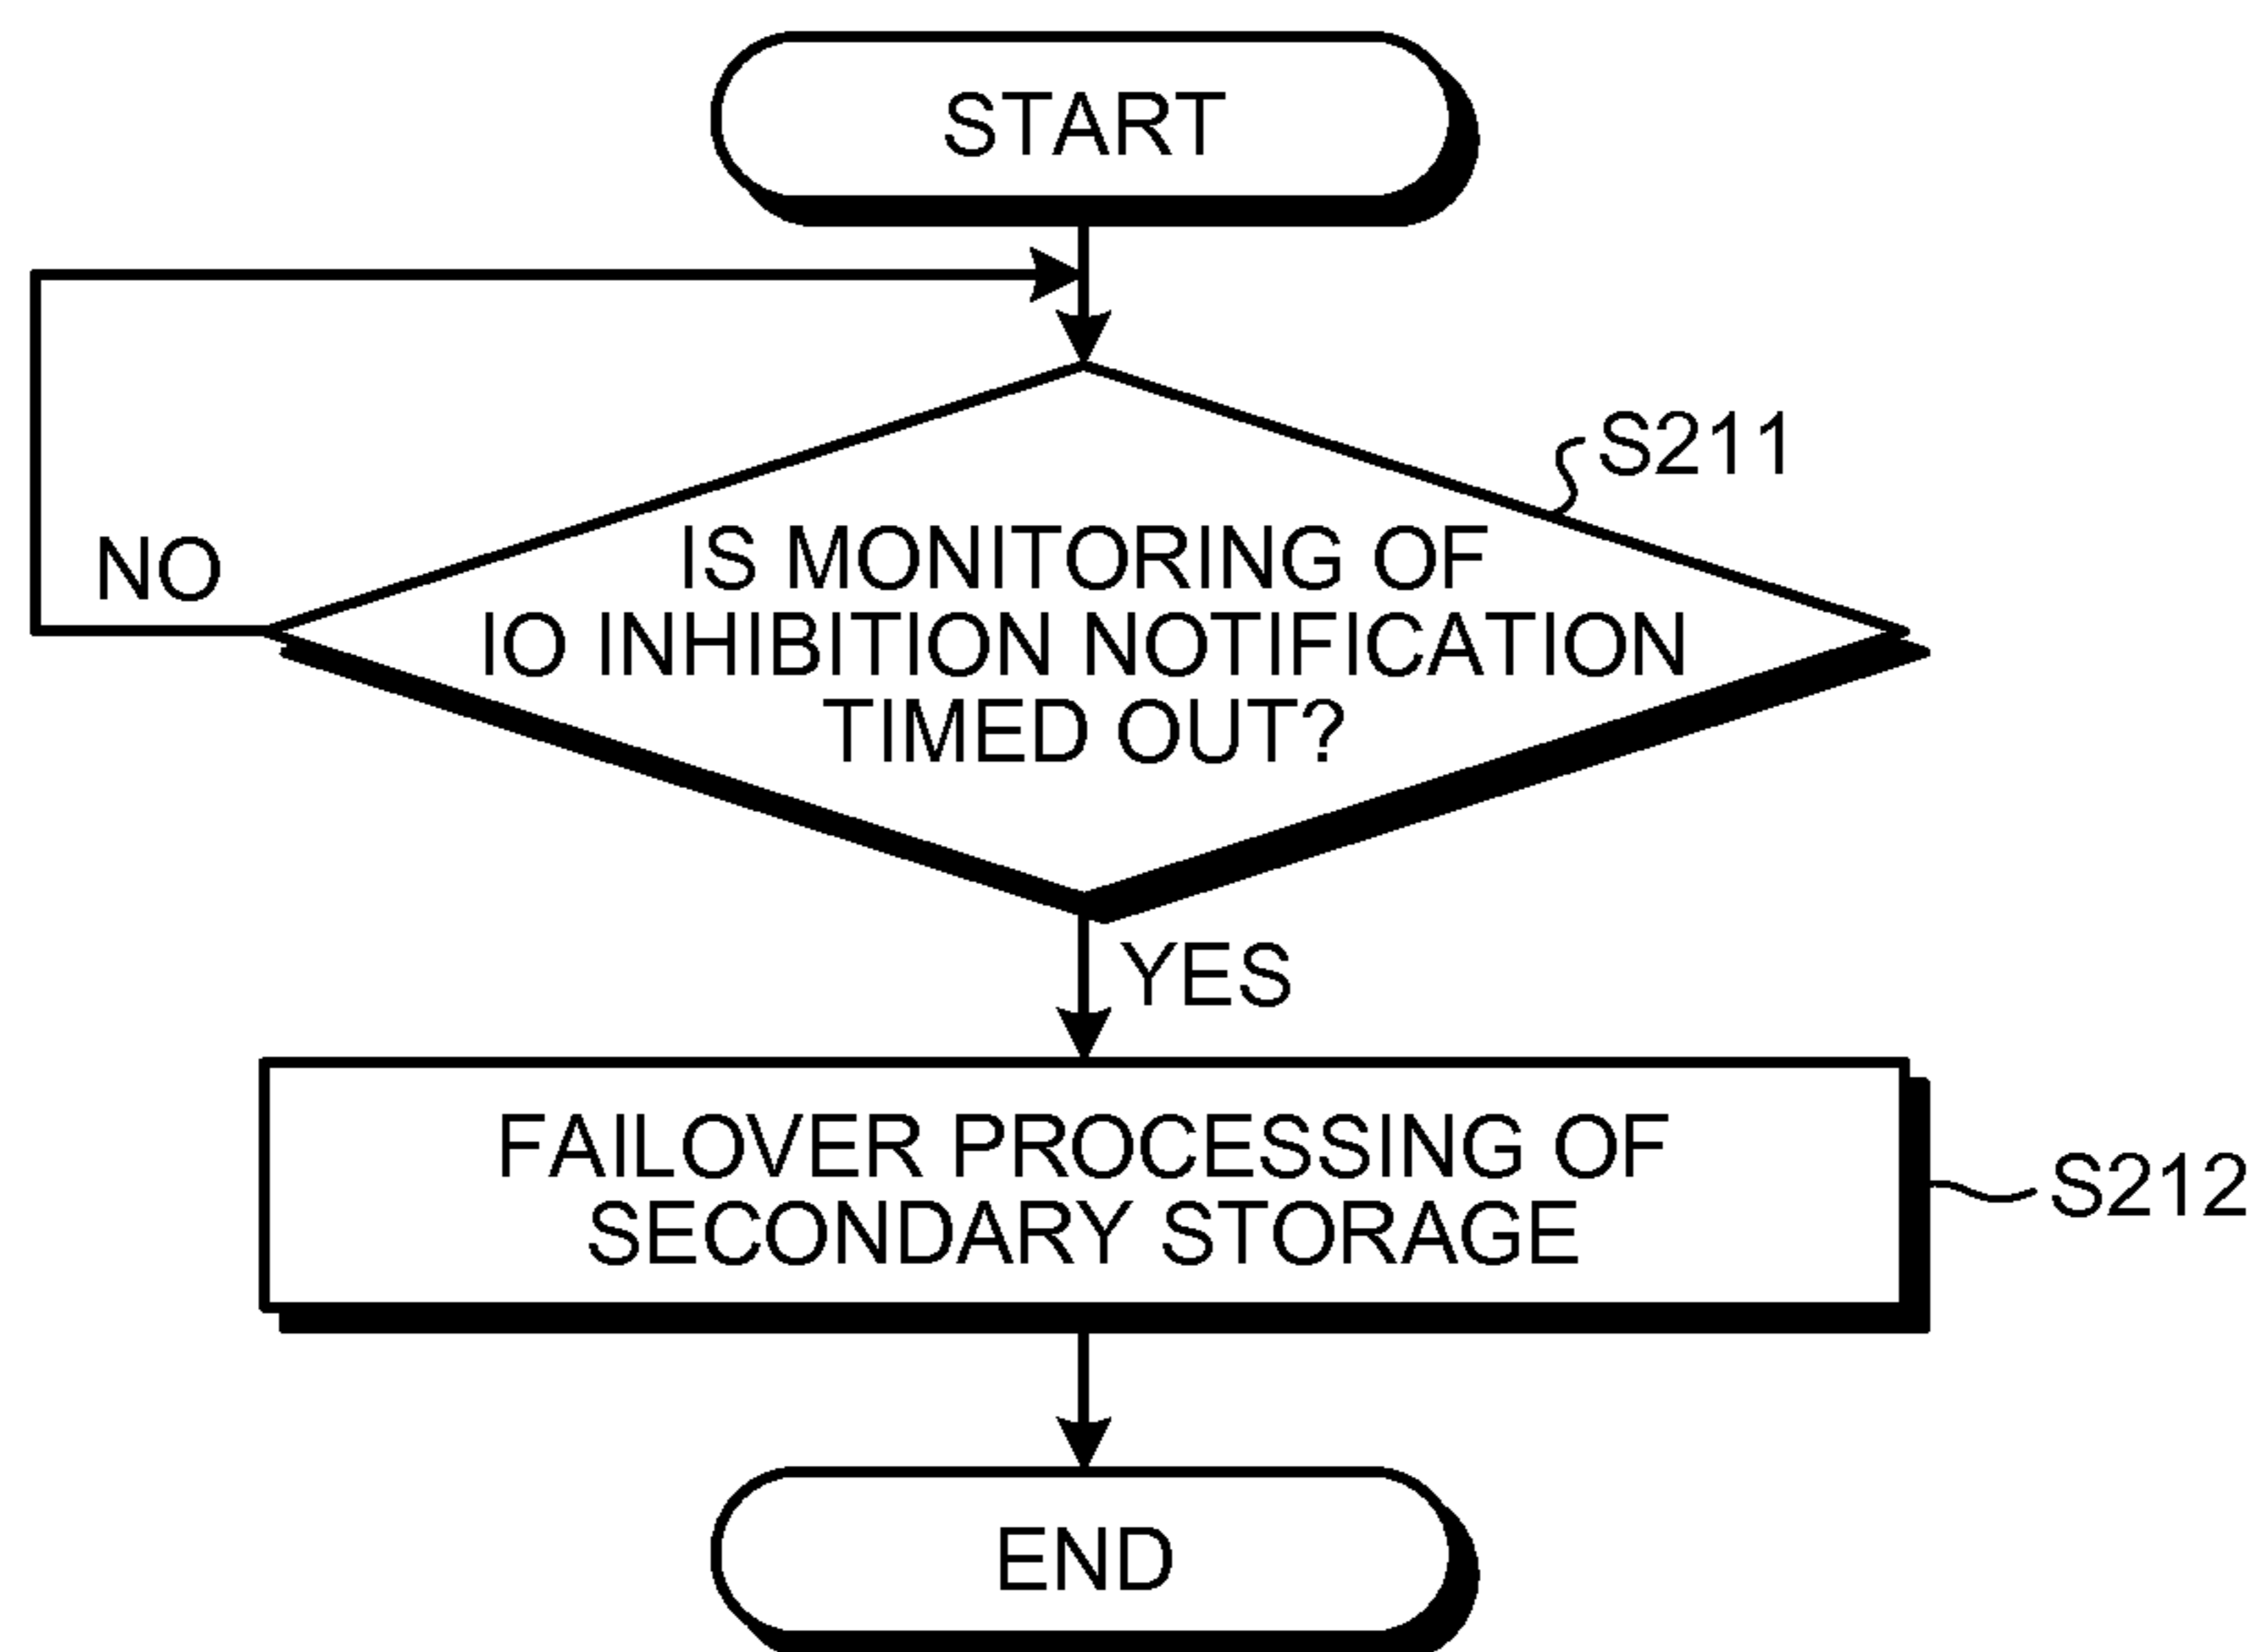 START
S211
IS MONITORING OF
IO INHIBITION NOTIFICATION
TIMED OUT?
NO
YES
FAILOVER PROCESSING OF
SECONDARY STORAGE
S212
END